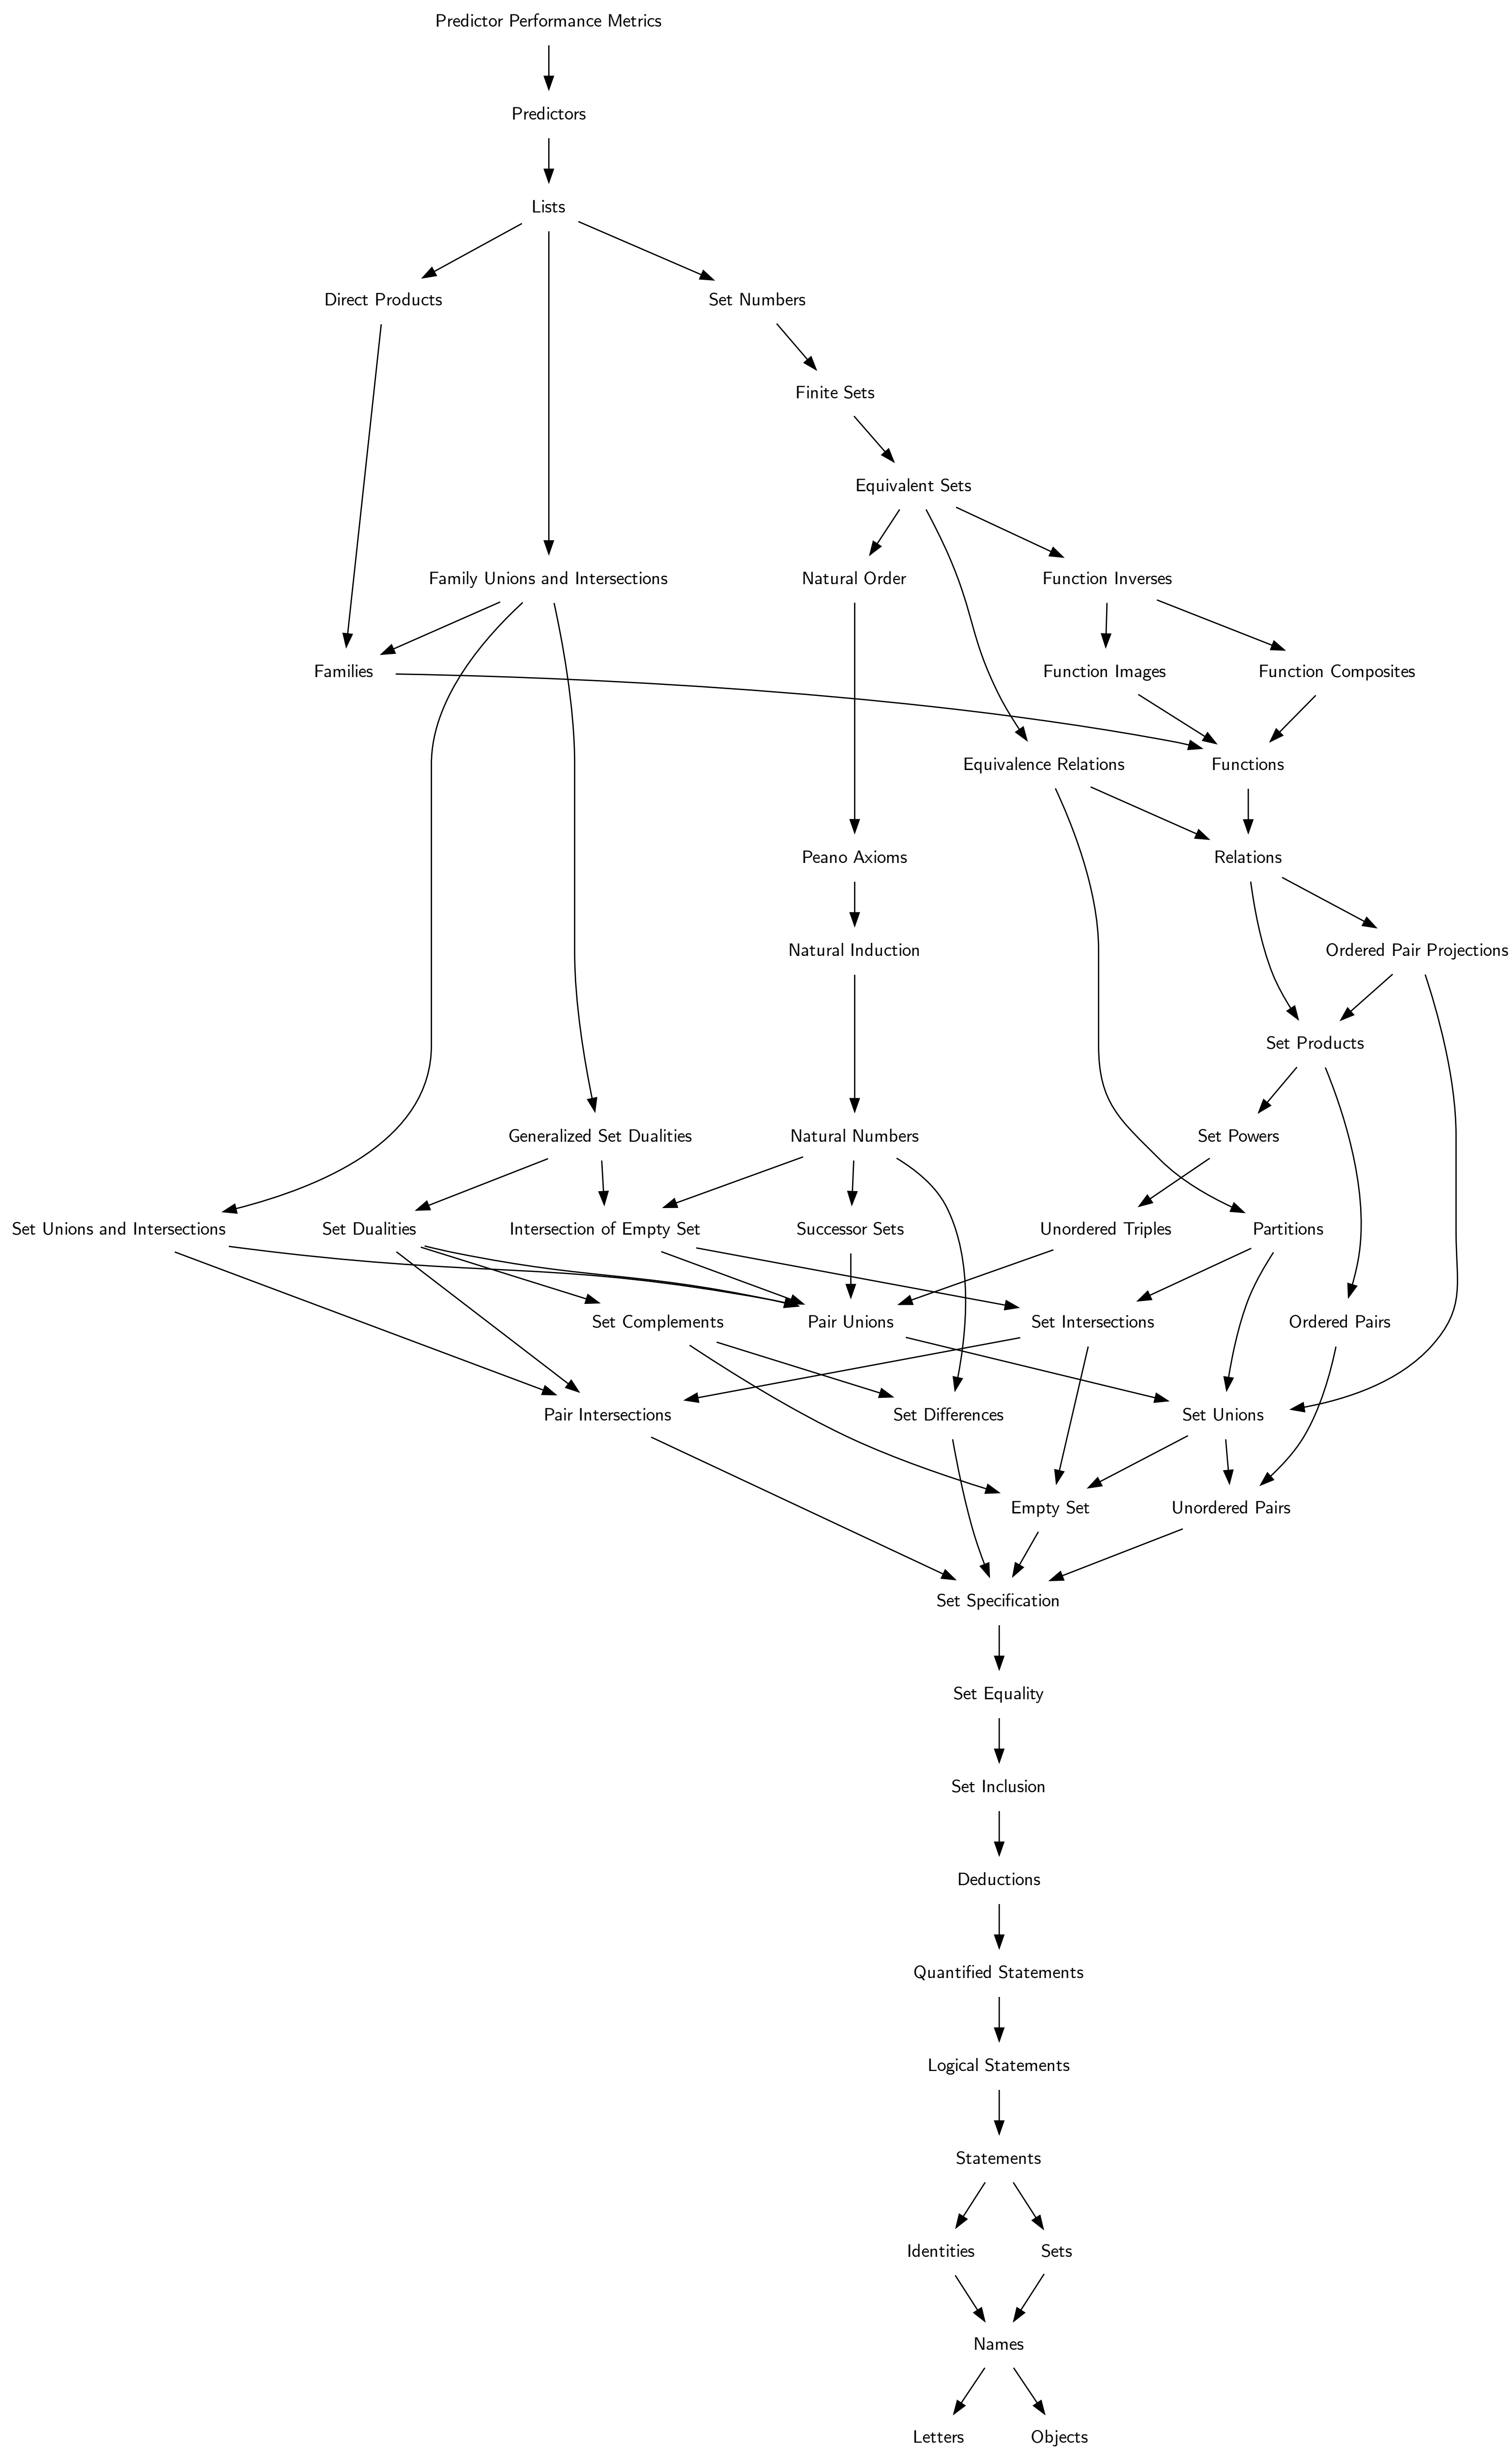 Predictor Performance Metrics
Predictors
Lists
Direct Products
Set Numbers
Finite Sets
Equivalent Sets
Family Unions and Intersections
Natural Order
Function Inverses
Families
Function Images
Function Composites
Equivalence Relations
Functions
Peano Axioms
Relations
Natural Induction
Ordered Pair Projections
Set Products
Generalized Set Dualities
Natural Numbers
Set Powers
Set Unions and Intersections
Set Dualities
Intersection of Empty Set
Successor Sets
Unordered Triples
Partitions
Set Complements
Pair Unions
Set Intersections
Ordered Pairs
Pair Intersections
Set Differences
Set Unions
Empty Set
Unordered Pairs
Set Specification
Set Equality
Set Inclusion
Deductions
Quantified Statements
Logical Statements
Statements
Identities
Sets
Names
Letters
Objects